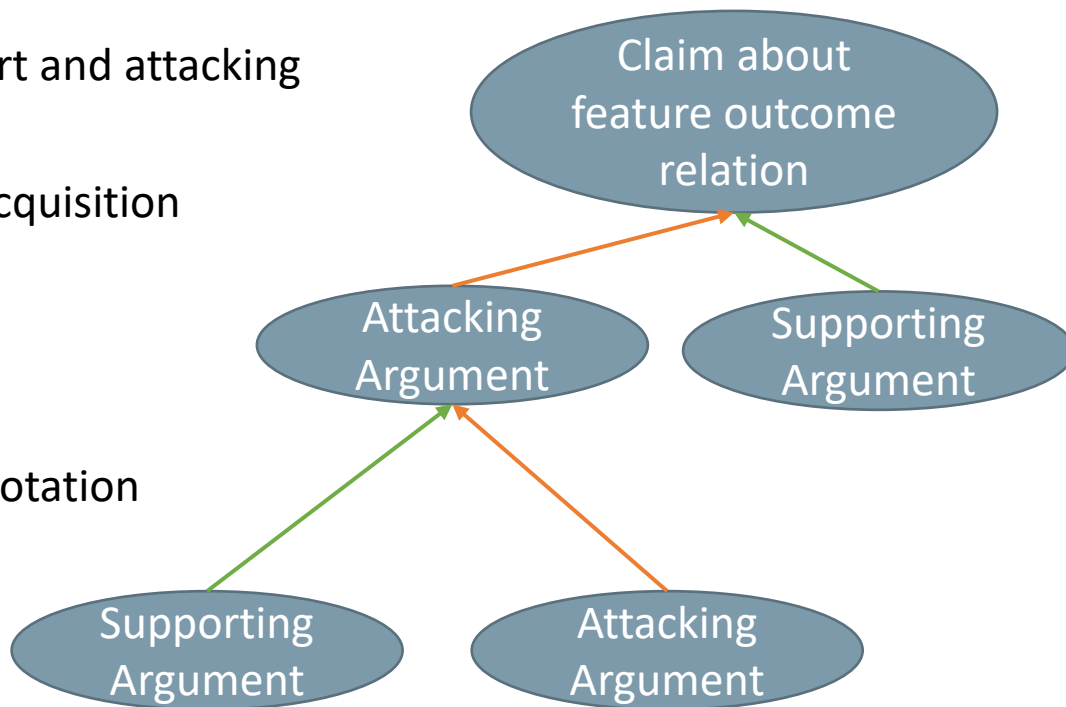 rt and attacking
cquisition
otation
Claim about
feature outcome
relation
Attacking
Argument
Supporting
Argument
Supporting
Argument
Attacking
Argument